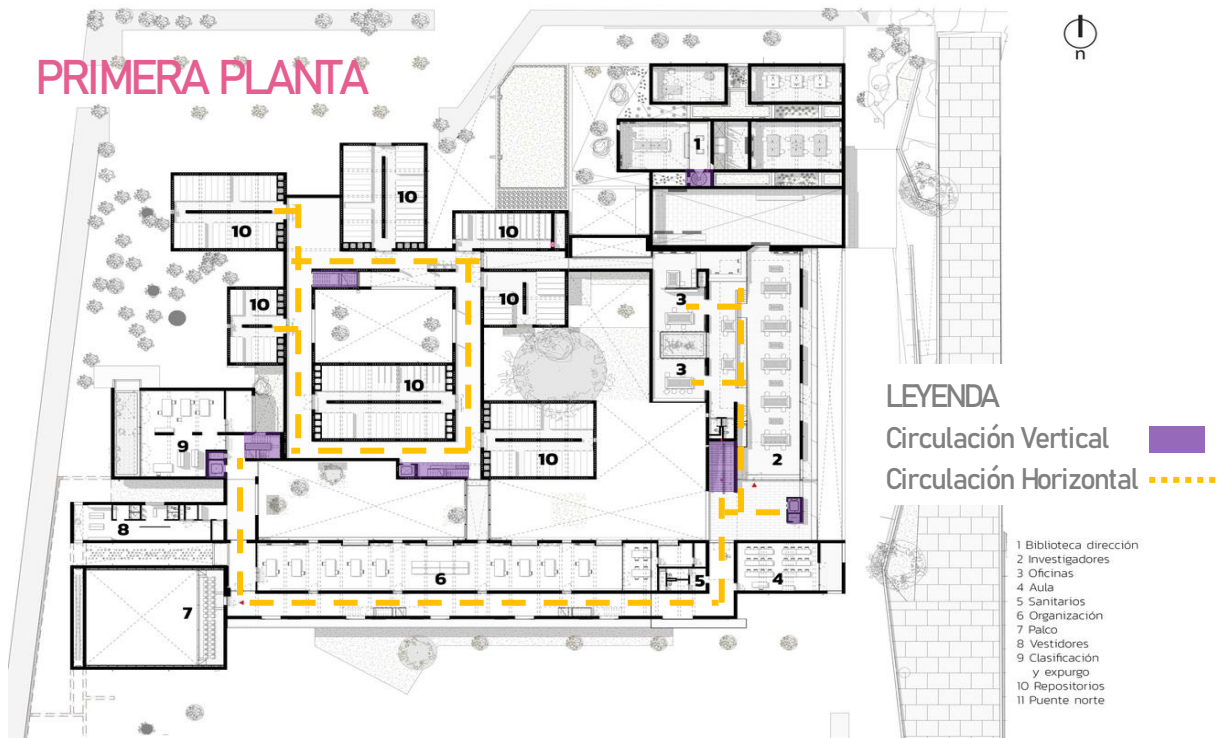 PRIMERA PLANTA
n
1
10
10
10
10
10
3
3
10
9
10
2
8
6
5
4
7
LEYENDA
Circulación Vertical
Circulación Horizontal
1 Biblioteca dirección
2 Investigadores
3 Oficinas
4 Aula
5 Sanitarios
6 Organización
7 Palco
8 Vestidores
9 Clasificación
y expurgo
10 Repositorios
11 Puente norte